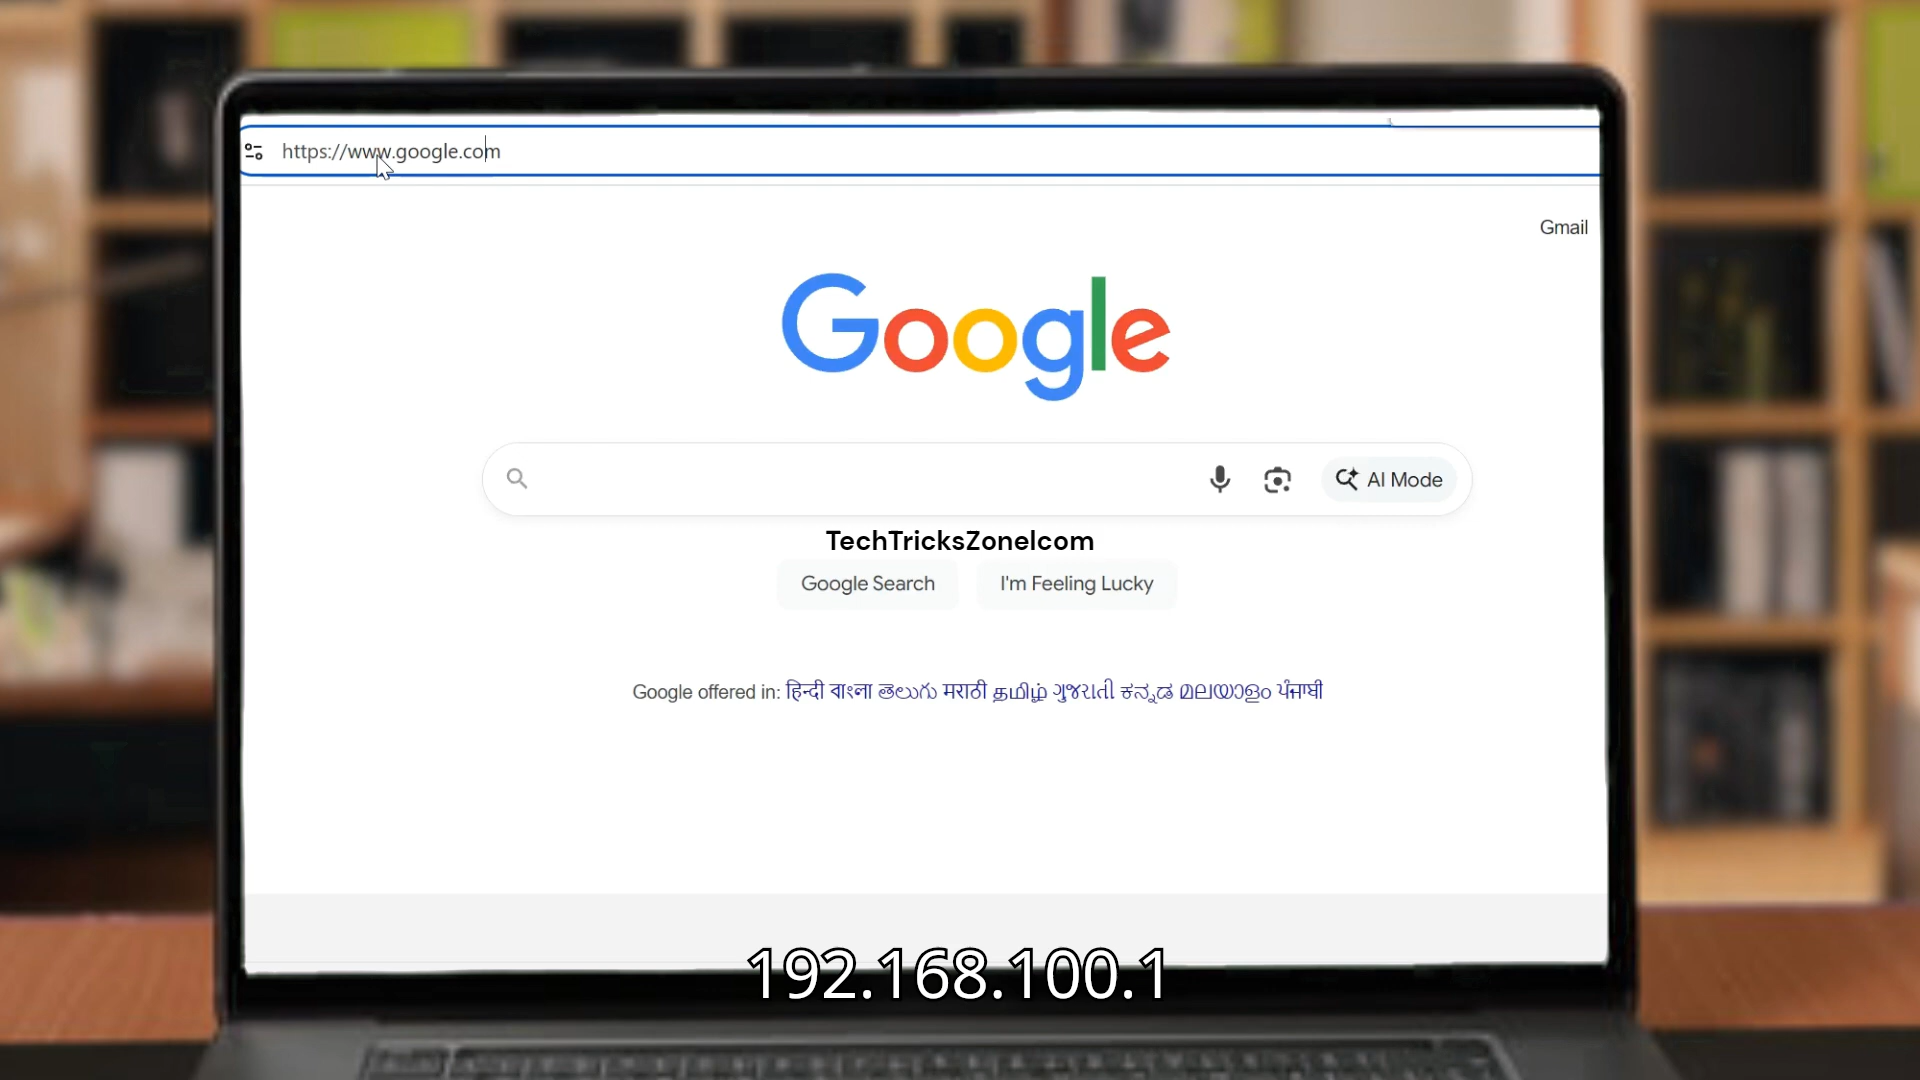 https://www.google.com
Gmail
Google
AI Mode
TechTricksZonelcom
Google Search
I'm Feeling Lucky
Google offered in: हिन्दी বাংলা తెలుగు मराठी தமிழ் ગુજરાતી ಕನ್ನಡ മലയാളം ਪੰਜਾਬੀ
192.168.100.1